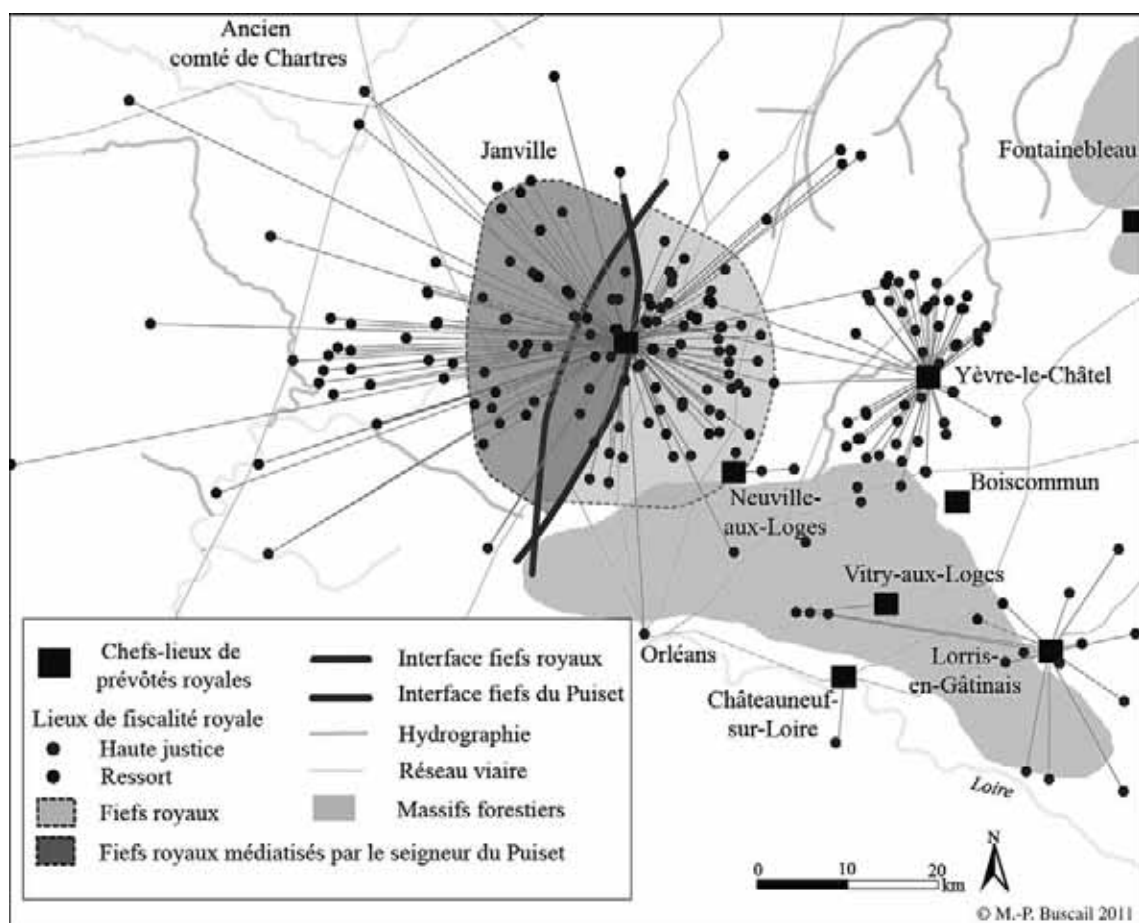 Ancien
comté de Chartres
Janville
Fontainebleau
Yèvre-le-Châtel
Boiscommun
Neuville-
aux-Loges
Vitry-aux-Loges
Orléans
Lorris-
en-Gâtinais
Châteauneuf-
sur-Loire
Loire
Chefs-lieux de
prévôtés royales
Lieux de fiscalité royale
Haute justice
Ressort
Fiefs royaux
Fiefs royaux médiatisés par le seigneur du Puiset
Interface fiefs royaux
Interface fiefs du Puiset
Hydrographie
Réseau viaire
Massifs forestiers
N
0 10 20
km
© M.-P. Buscail 2011